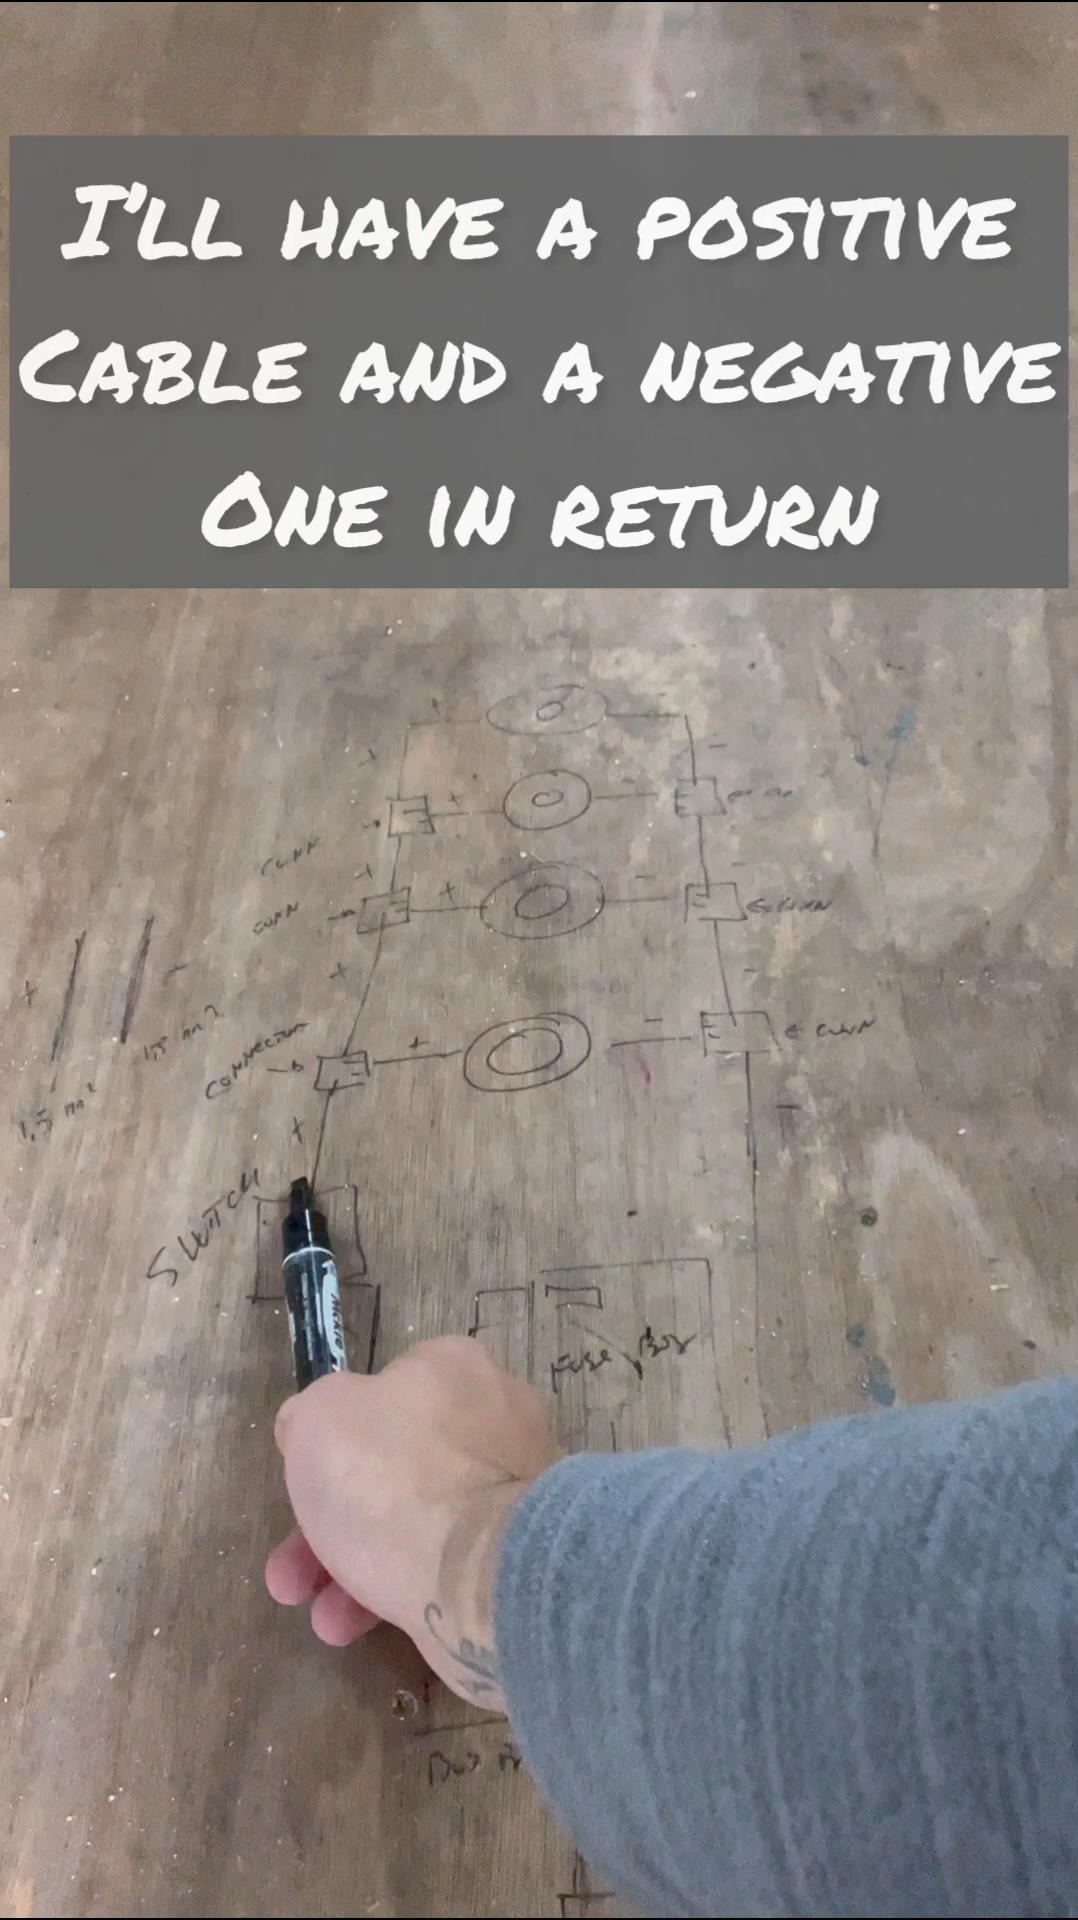 I'LL HAVE A POSITIVE
CABLE AND A NEGATIVE
ONE IN RETURN
+
-
+
-
+
-
CONN
+
-
CONN
+
-
CONN
+
-
+
-
+
-
1,5 mm²
1,5 mm²
CONNECTOR
+
-
CONN
+
-
SWITCH
Fuse Box
Bus
+